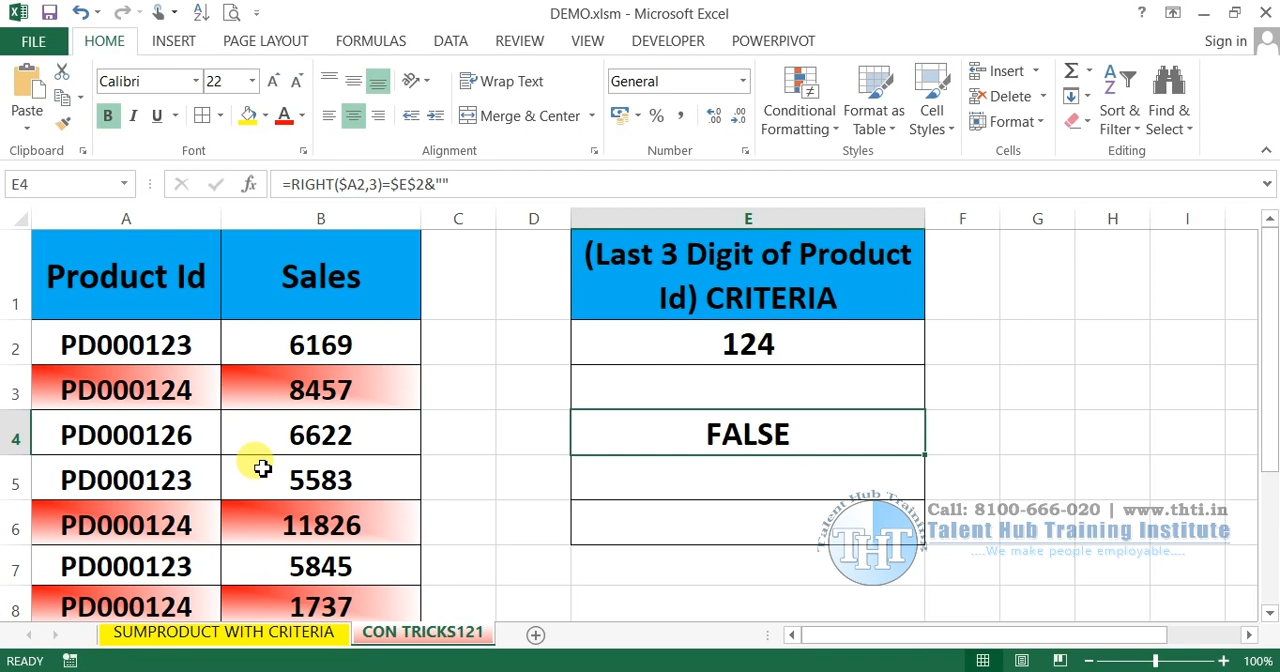 DEMO.xlsm - Microsoft Excel
?
FILE
HOME
INSERT
PAGE LAYOUT
FORMULAS
DATA
REVIEW
VIEW
DEVELOPER
POWERPIVOT
Sign in
Paste
Clipboard
Calibri
22
B I U
Font
Wrap Text
Merge & Center
Alignment
General
%
Number
Conditional
Formatting
Format as
Table
Cell
Styles
Styles
Insert
Delete
Format
Cells
Sort &
Filter
Find &
Select
Editing
E4
fx
=RIGHT($A2,3)=$E$2&""
A B C D E F G H I
1
Product Id
Sales
(Last 3 Digit of Product
Id) CRITERIA
2 PD000123 6169 124
3 PD000124 8457
4 PD000126 6622 FALSE
5 PD000123 5583
6 PD000124 11826
7 PD000123 5845
8 PD000124 1737
Talent Hub Training
THT
Call: 8100-666-020 | www.thti.in
Talent Hub Training Institute
....We make people employable....
SUMPRODUCT WITH CRITERIA
CON TRICKS121
READY
100%